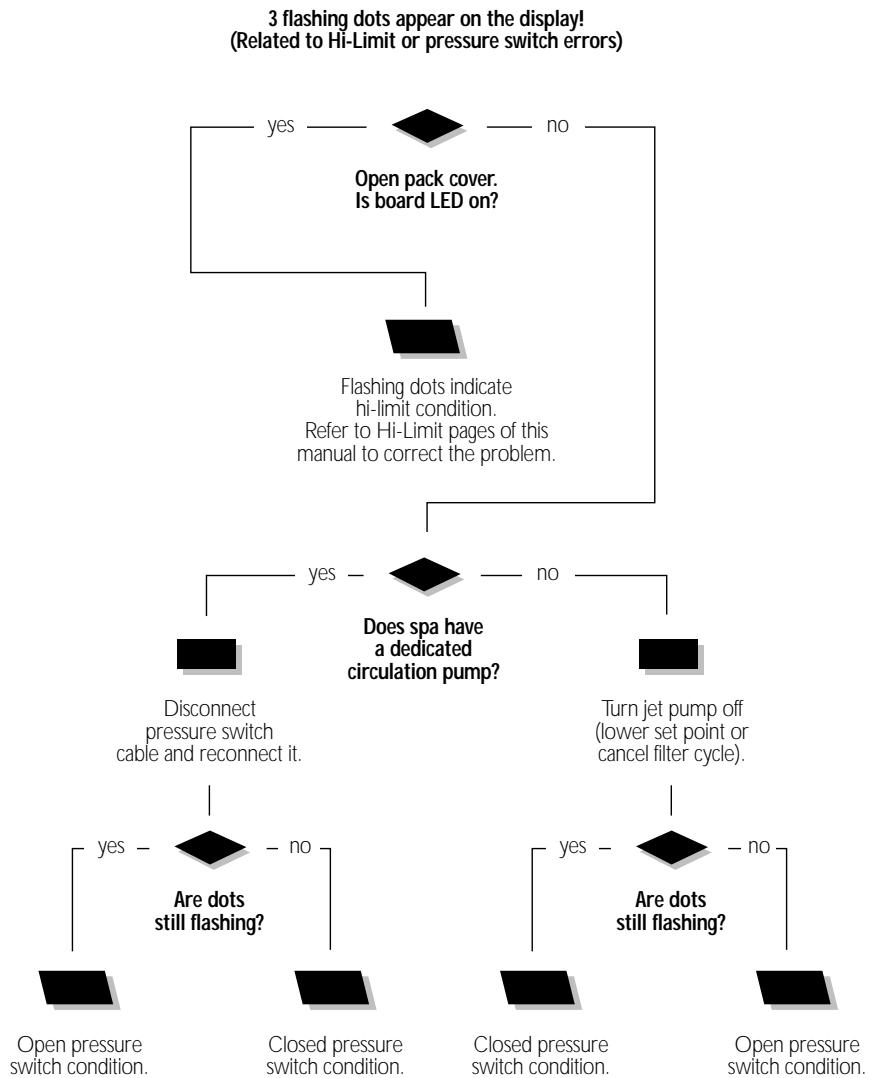 3 flashing dots appear on the display!
(Related to Hi-Limit or pressure switch errors)
yes
no
Open pack cover.
Is board LED on?
Flashing dots indicate
hi-limit condition.
Refer to Hi-Limit pages of this
manual to correct the problem.
yes
no
Does spa have
a dedicated
circulation pump?
Disconnect
pressure switch
cable and reconnect it.
Turn jet pump off
(lower set point or
cancel filter cycle).
yes
no
yes
no
Are dots
still flashing?
Are dots
still flashing?
Open pressure
switch condition.
Closed pressure
switch condition.
Closed pressure
switch condition.
Open pressure
switch condition.